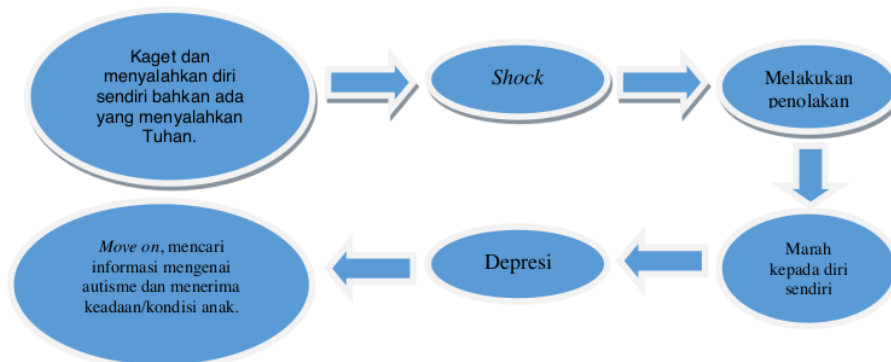 Kaget dan
menyalahkan diri
sendiri bahkan ada
yang menyalahkan
Tuhan.
Shock
Melakukan
penolakan
Marah
kepada diri
sendiri
Depresi
Move on, mencari
informasi mengenai
autisme dan menerima
keadaan/kondisi anak.